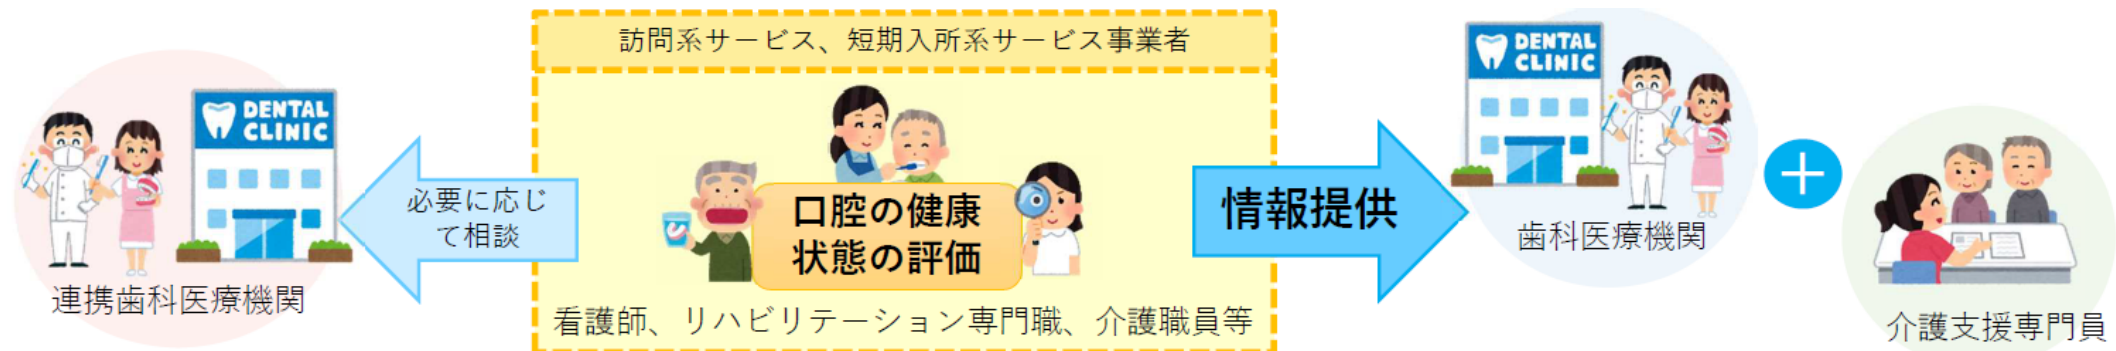 訪問系サービス、短期入所系サービス事業者
DENTAL
CLINIC
必要に応じ
て相談
連携歯科医療機関
口腔の健康
状態の評価
看護師、リハビリテーション専門職、介護職員等
情報提供
DENTAL
CLINIC
歯科医療機関
+
介護支援専門員